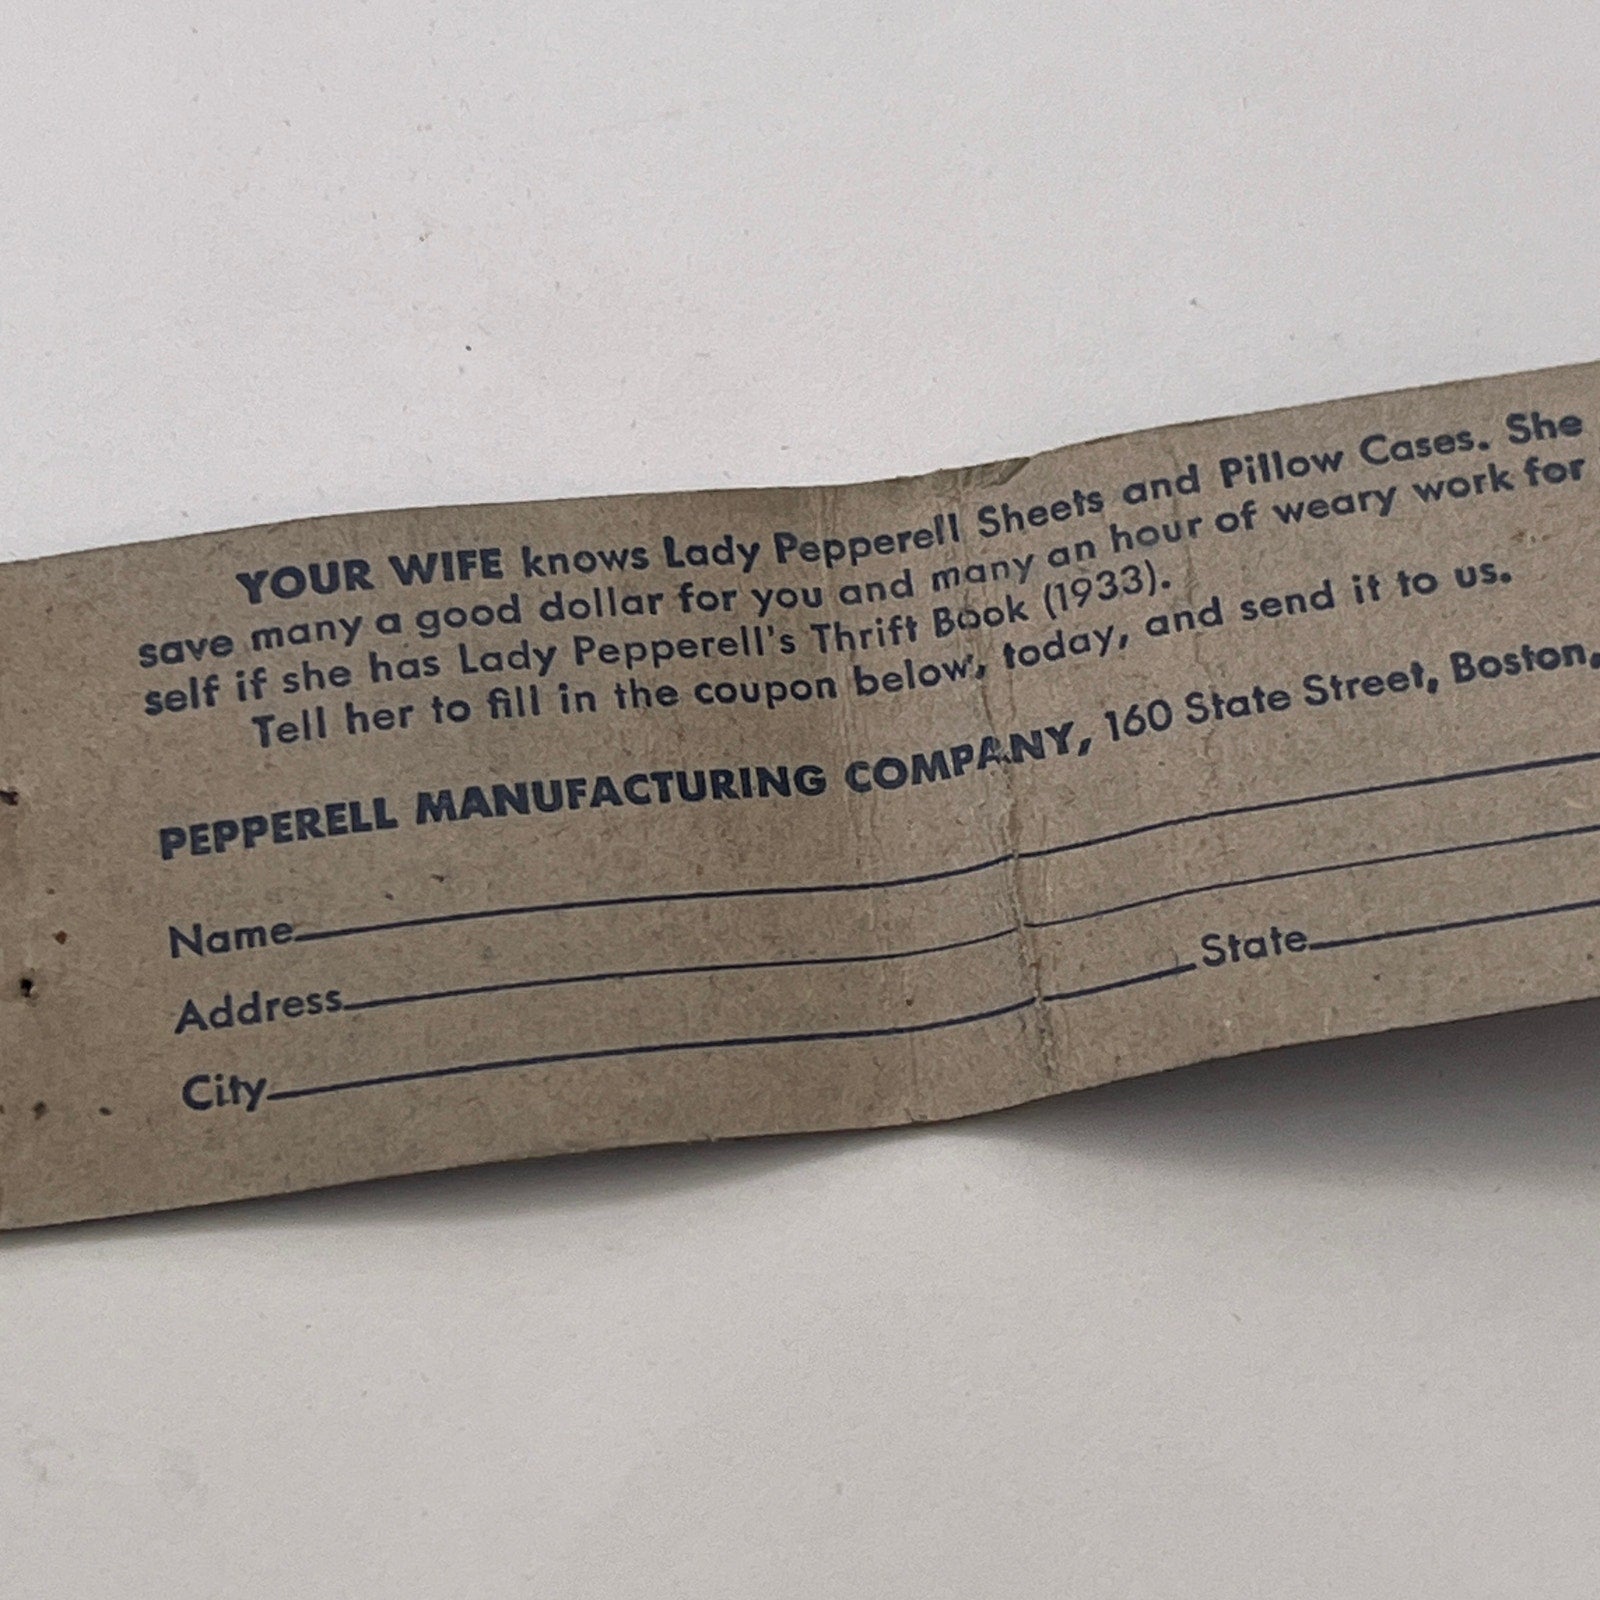 YOUR WIFE knows Lady Pepperell Sheets and Pillow Cases. She
save many a good dollar for you and many an hour of weary work for
self if she has Lady Pepperell's Thrift Book (1933).
Tell her to fill in the coupon below, today, and send it to us.
PEPPERELL MANUFACTURING COMPANY, 160 State Street, Boston,
Name
Address
City State